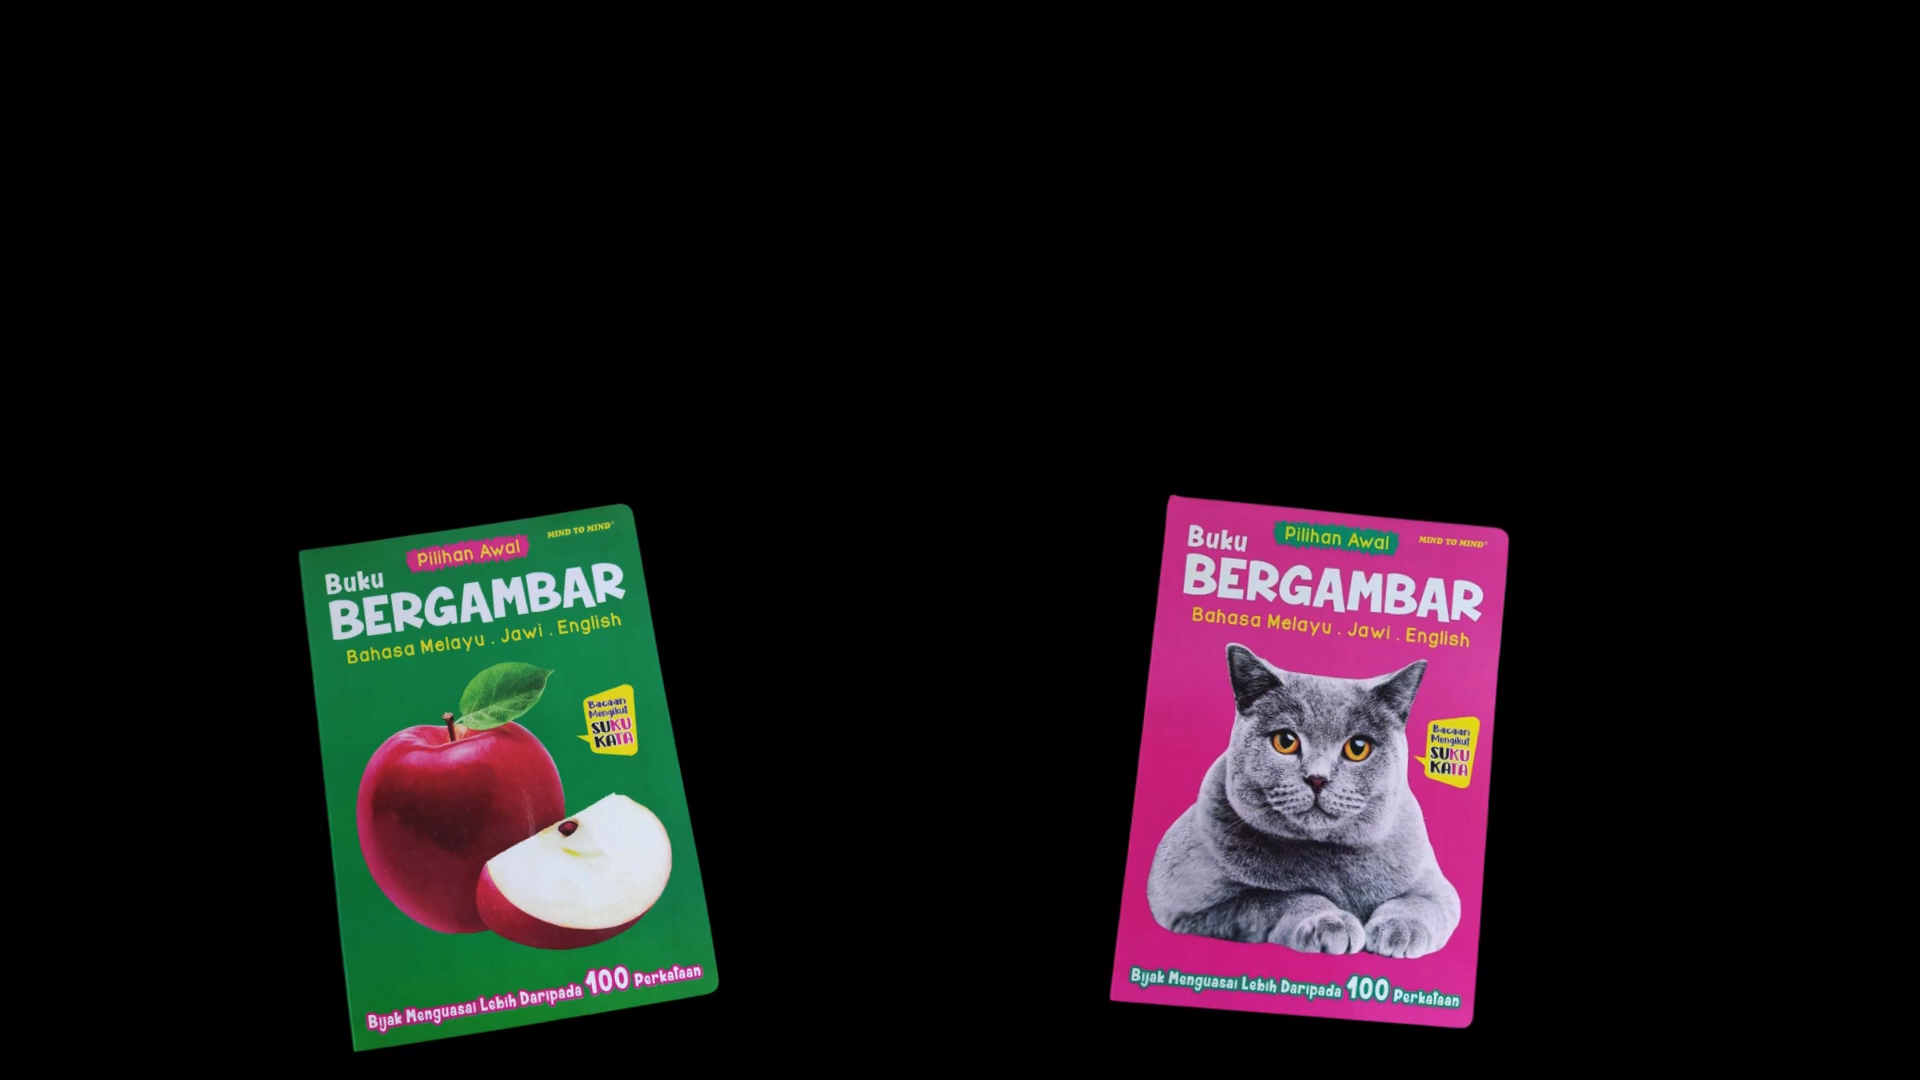 Pilihan Awal
MIND TO MIND®
Buku
BERGAMBAR
Bahasa Melayu . Jawi . English
Bacaan
Mengikut
SUKU
KATA
Bijak Menguasai Lebih Daripada 100 Perkataan
Pilihan Awal
MIND TO MIND®
Buku
BERGAMBAR
Bahasa Melayu . Jawi . English
Bacaan
Mengikut
SUKU
KATA
Bijak Menguasai Lebih Daripada 100 Perkataan